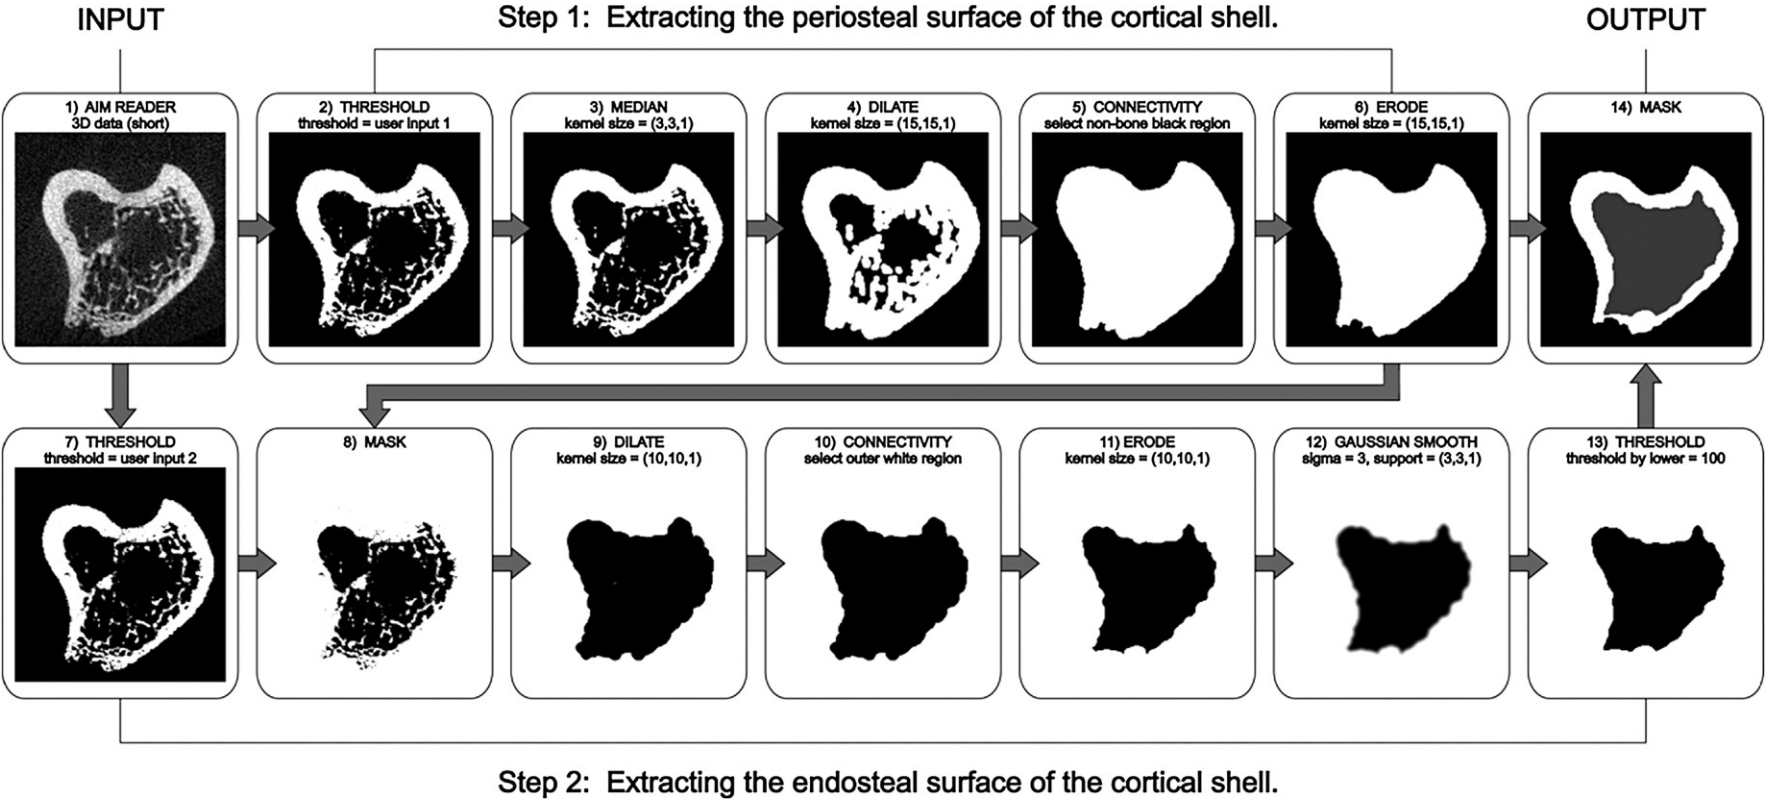 INPUT
Step 1:  Extracting the periosteal surface of the cortical shell.
OUTPUT
1) AIM READER
3D data (short)
2) THRESHOLD
threshold = user input 1
3) MEDIAN
kernel size = (3,3,1)
4) DILATE
kernel size = (15,15,1)
5) CONNECTIVITY
select non-bone black region
6) ERODE
kernel size = (15,15,1)
14) MASK
7) THRESHOLD
threshold = user input 2
8) MASK
9) DILATE
kernel size = (10,10,1)
10) CONNECTIVITY
select outer white region
11) ERODE
kernel size = (10,10,1)
12) GAUSSIAN SMOOTH
sigma = 3, support = (3,3,1)
13) THRESHOLD
threshold by lower = 100
Step 2:  Extracting the endosteal surface of the cortical shell.